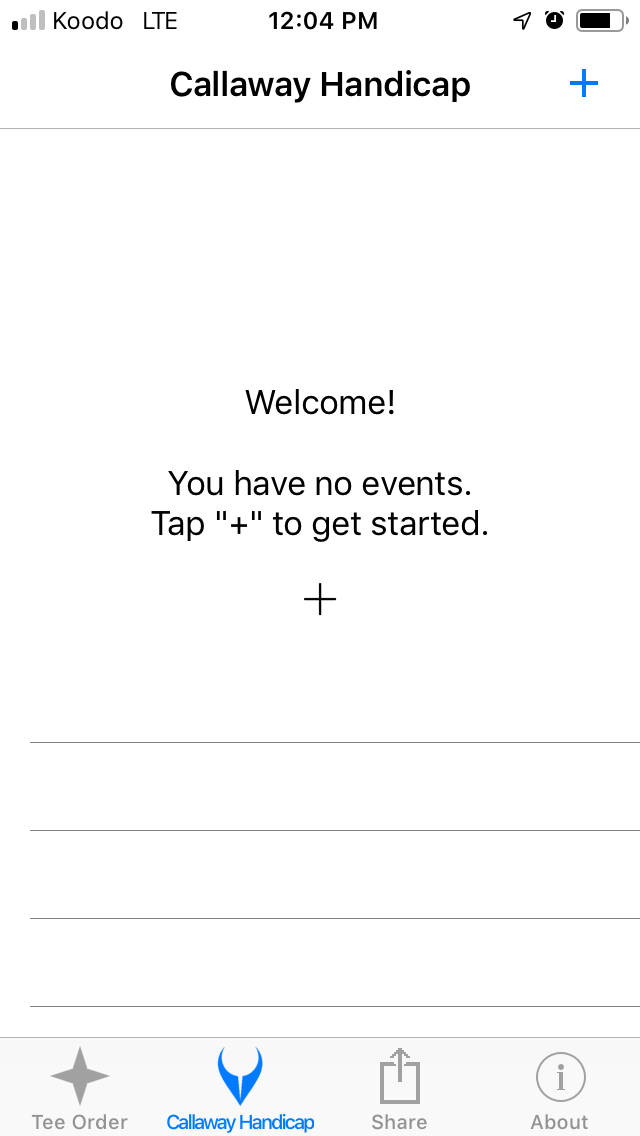 Koodo LTE 12:04 PM
Callaway Handicap +
Welcome!
You have no events.
Tap "+" to get started.
+
Tee Order Callaway Handicap Share About